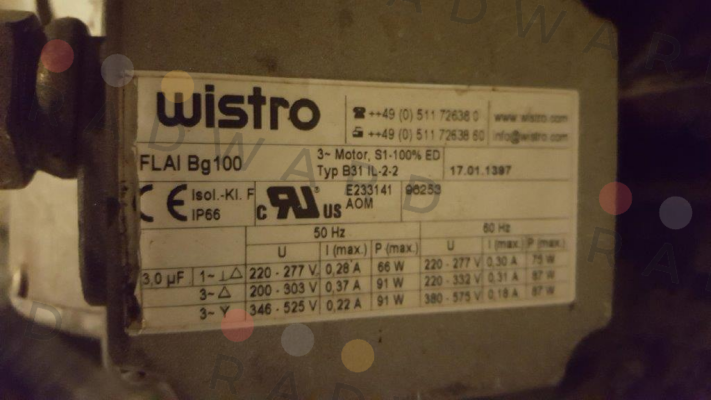 wistro
☎ ++49 (0) 511 72638 0 www.wistro.com
++49 (0) 511 72638 50 info@wistro.com
FLAI Bg100 3~ Motor, S1-100% ED
Typ B31 IL-2-2 17.01.1397
CE Isol.-Kl. F
IP66
c RU US E233141 96253
AOM
50 Hz 60 Hz
U I (max.) P (max.) U I (max.) P (max.)
3,0 µF 1~ ⊥ △ 220 - 277 V 0,28 A 66 W 220 - 277 V 0,30 A 75 W
3~ △ 200 - 303 V 0,37 A 91 W 220 - 332 V 0,31 A 87 W
3~ Y 346 - 525 V 0,22 A 91 W 380 - 575 V 0,18 A 87 W